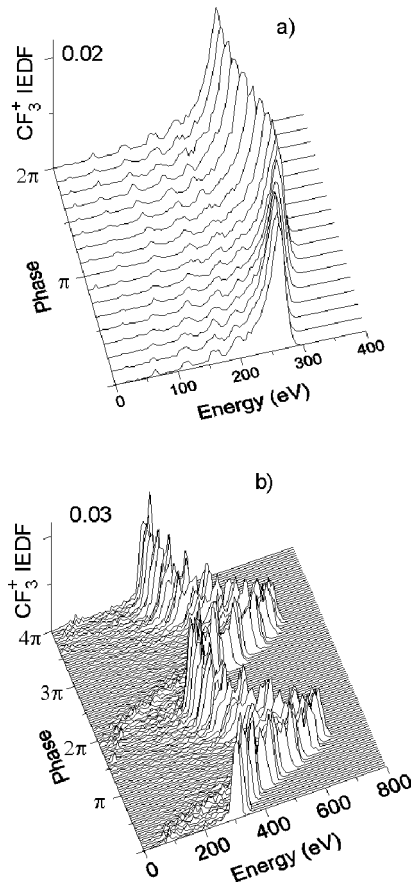 a)
0.02
CF₃⁺ IEDF
2π
π
Phase
0
100
200
300
400
Energy (eV)
b)
0.03
CF₃⁺ IEDF
4π
3π
2π
π
Phase
0
200
400
600
800
Energy (eV)